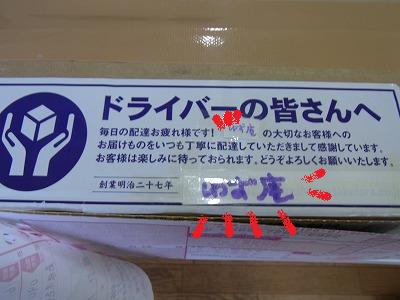 ドライバーの皆さんへ
毎日の配達お疲れ様です! ゆず庵 の大切なお客様への
お届けものをいつも丁寧に配達していただきまして感謝しています。
お客様は楽しみに待っておられます。どうぞよろしくお願いいたします。
創業明治二十七年
ゆず庵